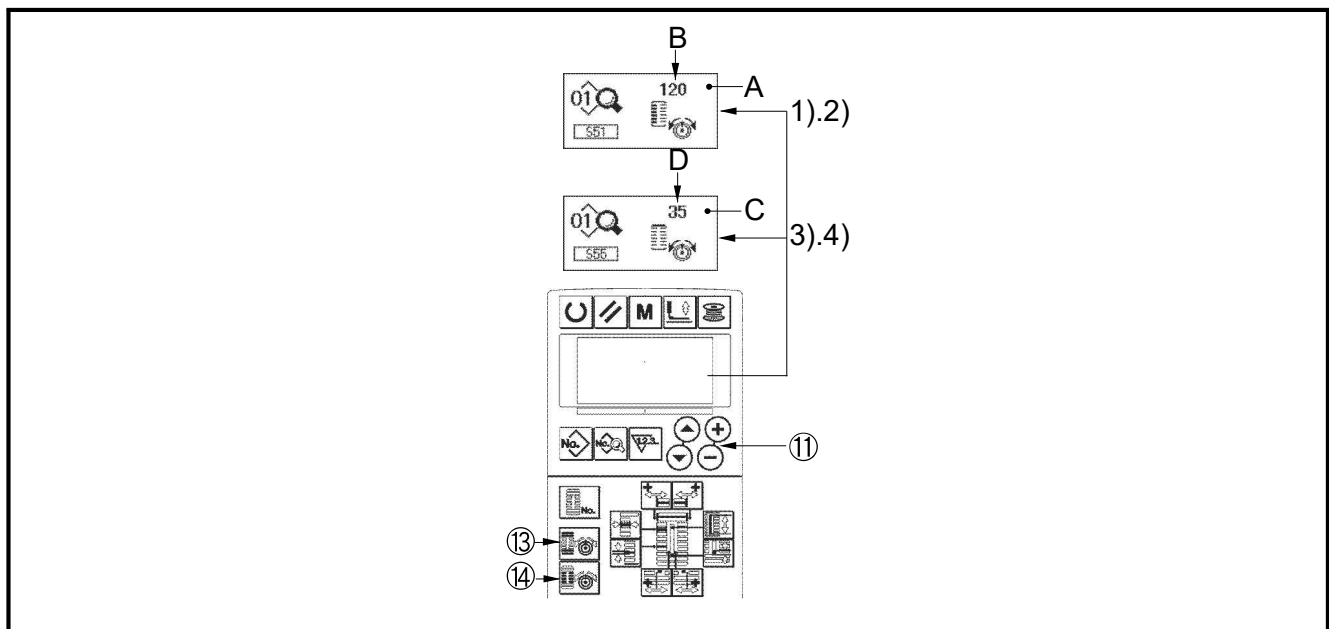 B
120
A
01
1).2)
S51
D
35
C
01
3).4)
S55
M
No. No. 123
+
−
⑪
No.
+ +
⑬
⑭
+ +